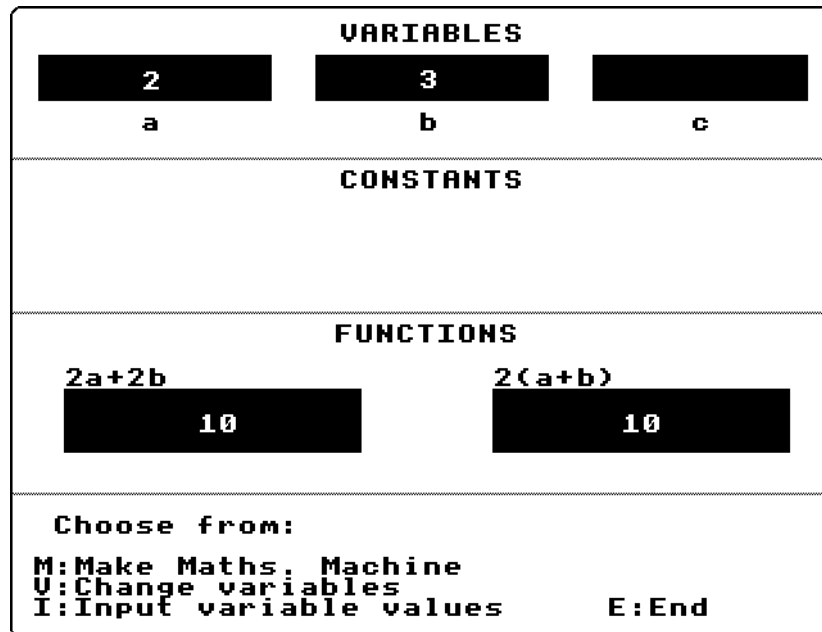 VARIABLES
2 3
a b c
CONSTANTS
FUNCTIONS
2a+2b 2(a+b)
10 10
Choose from:
M:Make Maths. Machine
V:Change variables
I:Input variable values E:End